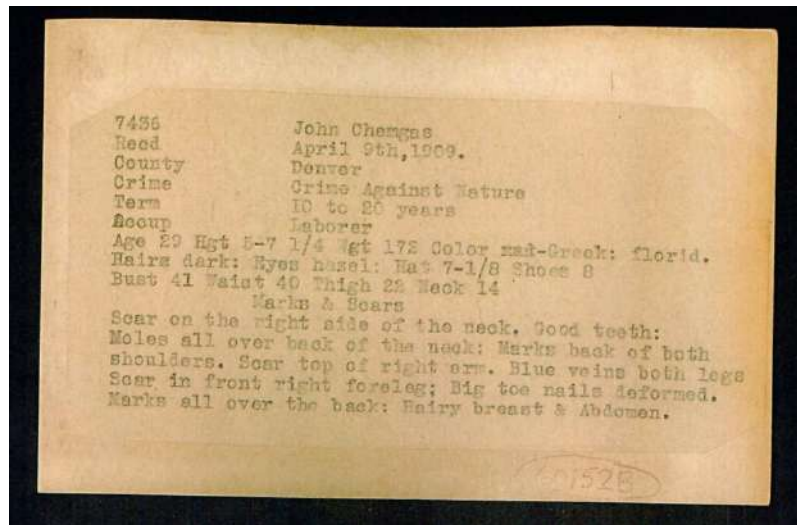 7436 John Chemgas
Recd April 9th,1909.
County Denver
Crime Crime Against Nature
Term 10 to 20 years
Occup Laborer
Age 29 Hgt 5-7 1/4 Wgt 172 Color med-Greek: florid.
Hairs dark: Eyes hazel: Hat 7-1/8 Shoes 8
Bust 41 Waist 40 Thigh 22 Neck 14
Marks & Scars
Scar on the right side of the neck. Good teeth:
Moles all over back of the neck: Marks back of both
shoulders. Scar top of right arm. Blue veins both legs
Scar in front right foreleg; Big toe nails deformed.
Marks all over the back: Hairy breast & Abdomen.